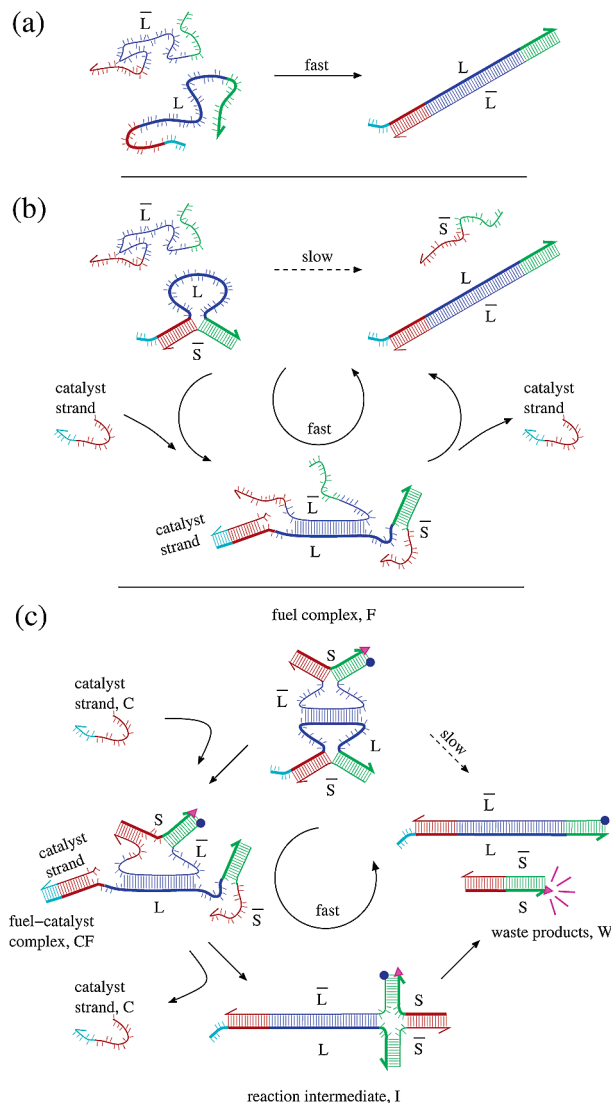 (a)
L̅
L
fast
L
L̅
(b)
L̅
slow
S̅
L
L
L̅
S̅
catalyst
strand
fast
catalyst
strand
L̅
catalyst
strand
S̅
L
fuel complex, F
(c)
S
catalyst
strand, C
L̅
L
slow
S̅
S
L̅
catalyst
strand
L̅
L
S̅
L
S̅
fast
S
fuel–catalyst
complex, CF
waste products, W
catalyst
strand, C
L̅
S
L
S̅
reaction intermediate, I